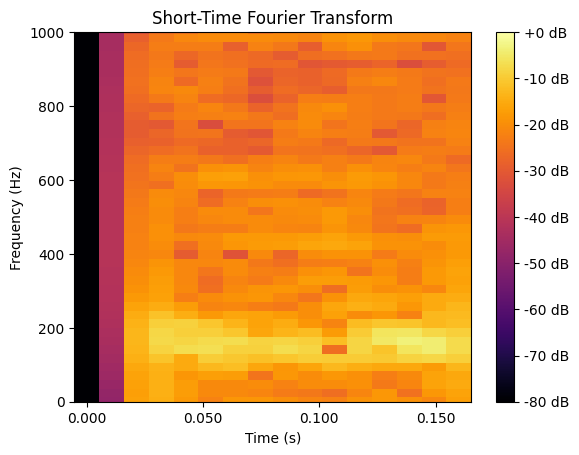 Short-Time Fourier Transform
Frequency (Hz)
1000
800
600
400
200
0
0.000 0.050 0.100 0.150
Time (s)
+0 dB
-10 dB
-20 dB
-30 dB
-40 dB
-50 dB
-60 dB
-70 dB
-80 dB